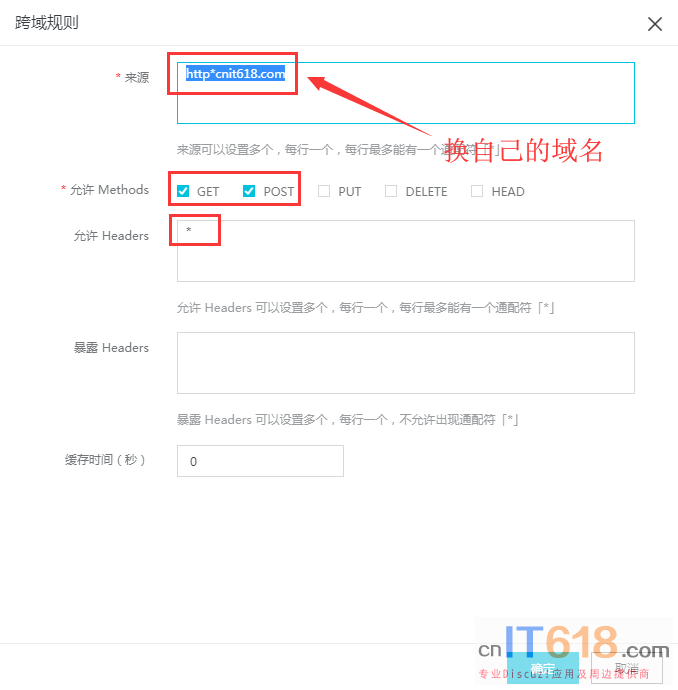 跨域规则
* 来源
http*cnit618.com
来源可以设置多个，每行一个，每行最多能有一个通配符「*」
换自己的域名
* 允许 Methods
GET POST PUT DELETE HEAD
允许 Headers
*
允许 Headers 可以设置多个，每行一个，每行最多能有一个通配符「*」
暴露 Headers
暴露 Headers 可以设置多个，每行一个，不允许出现通配符「*」
缓存时间（秒）
0
cnIT618.com
确定 取消
专业Discuz!应用及周边提供商